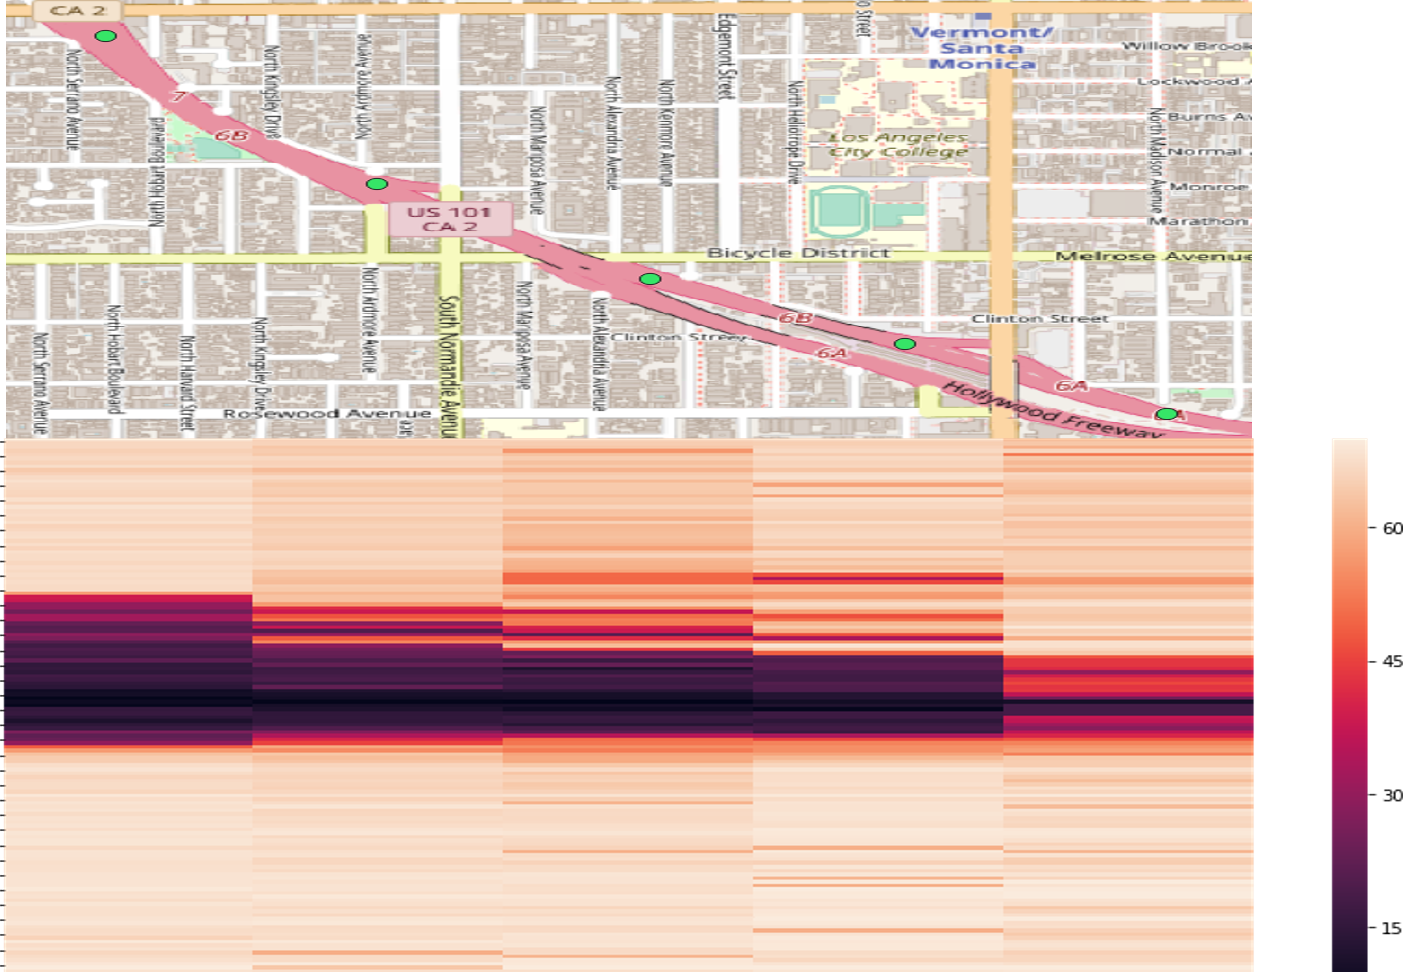 CA 2
North Serrano Avenue
7
6B
North Hobart Boulevard
North Kingsley Drive
North Ardmore Avenue
US 101
CA 2
North Mariposa Avenue
North Alexandria Avenue
North Kenmore Avenue
Edgemont Street
North Heliotrope Drive
Street
Vermont/
Santa
Monica
Los Angeles
City College
Willow Brook
Lockwood A
Burns Av
Normal
Monroe
Marathon
North Madison Avenue
Bicycle District
Melrose Avenue
North Serrano Avenue
North Hobart Boulevard
North Harvard Street
North Kingsley Drive
North Ardmore Avenue
South Normandie Avenu
North Mariposa Avenue
North Alexandria Avenue
Clinton Street
6B
6A
Clinton Street
6A
Hollywood Freeway
Rosewood Avenue
60
45
30
15